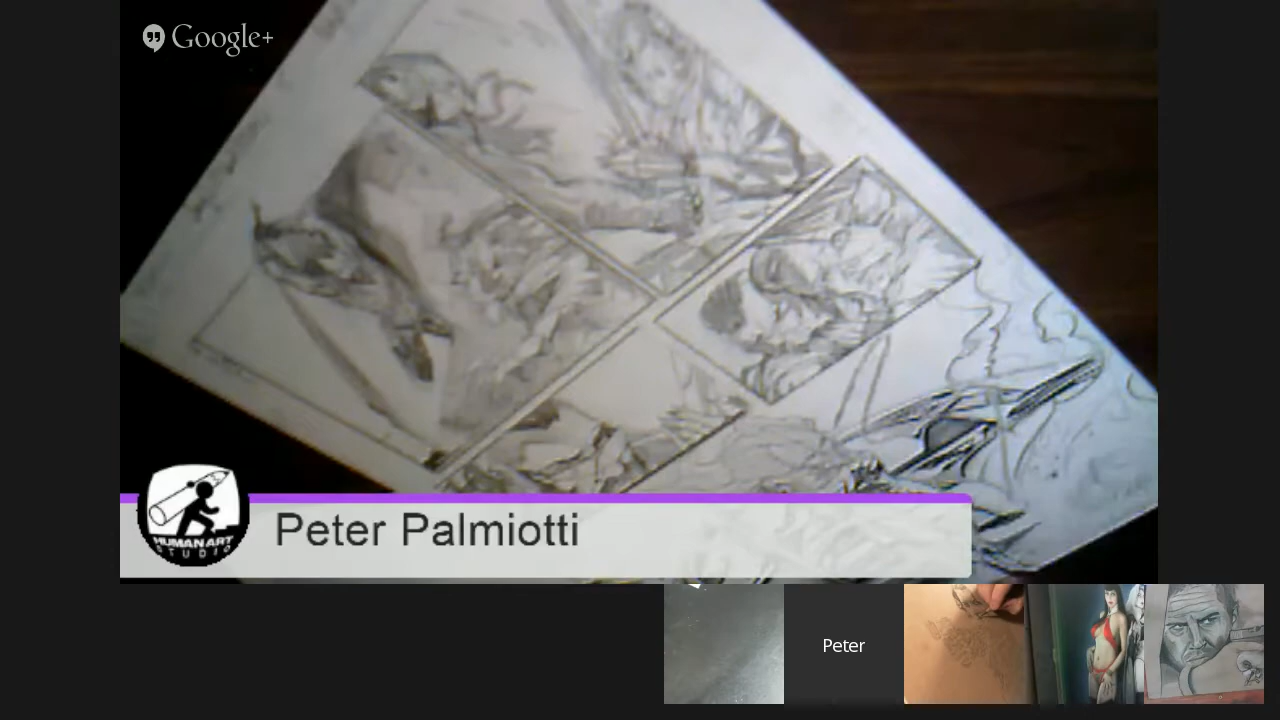 Google+
HUMAN ART
STUDIO
Peter Palmiotti
Peter